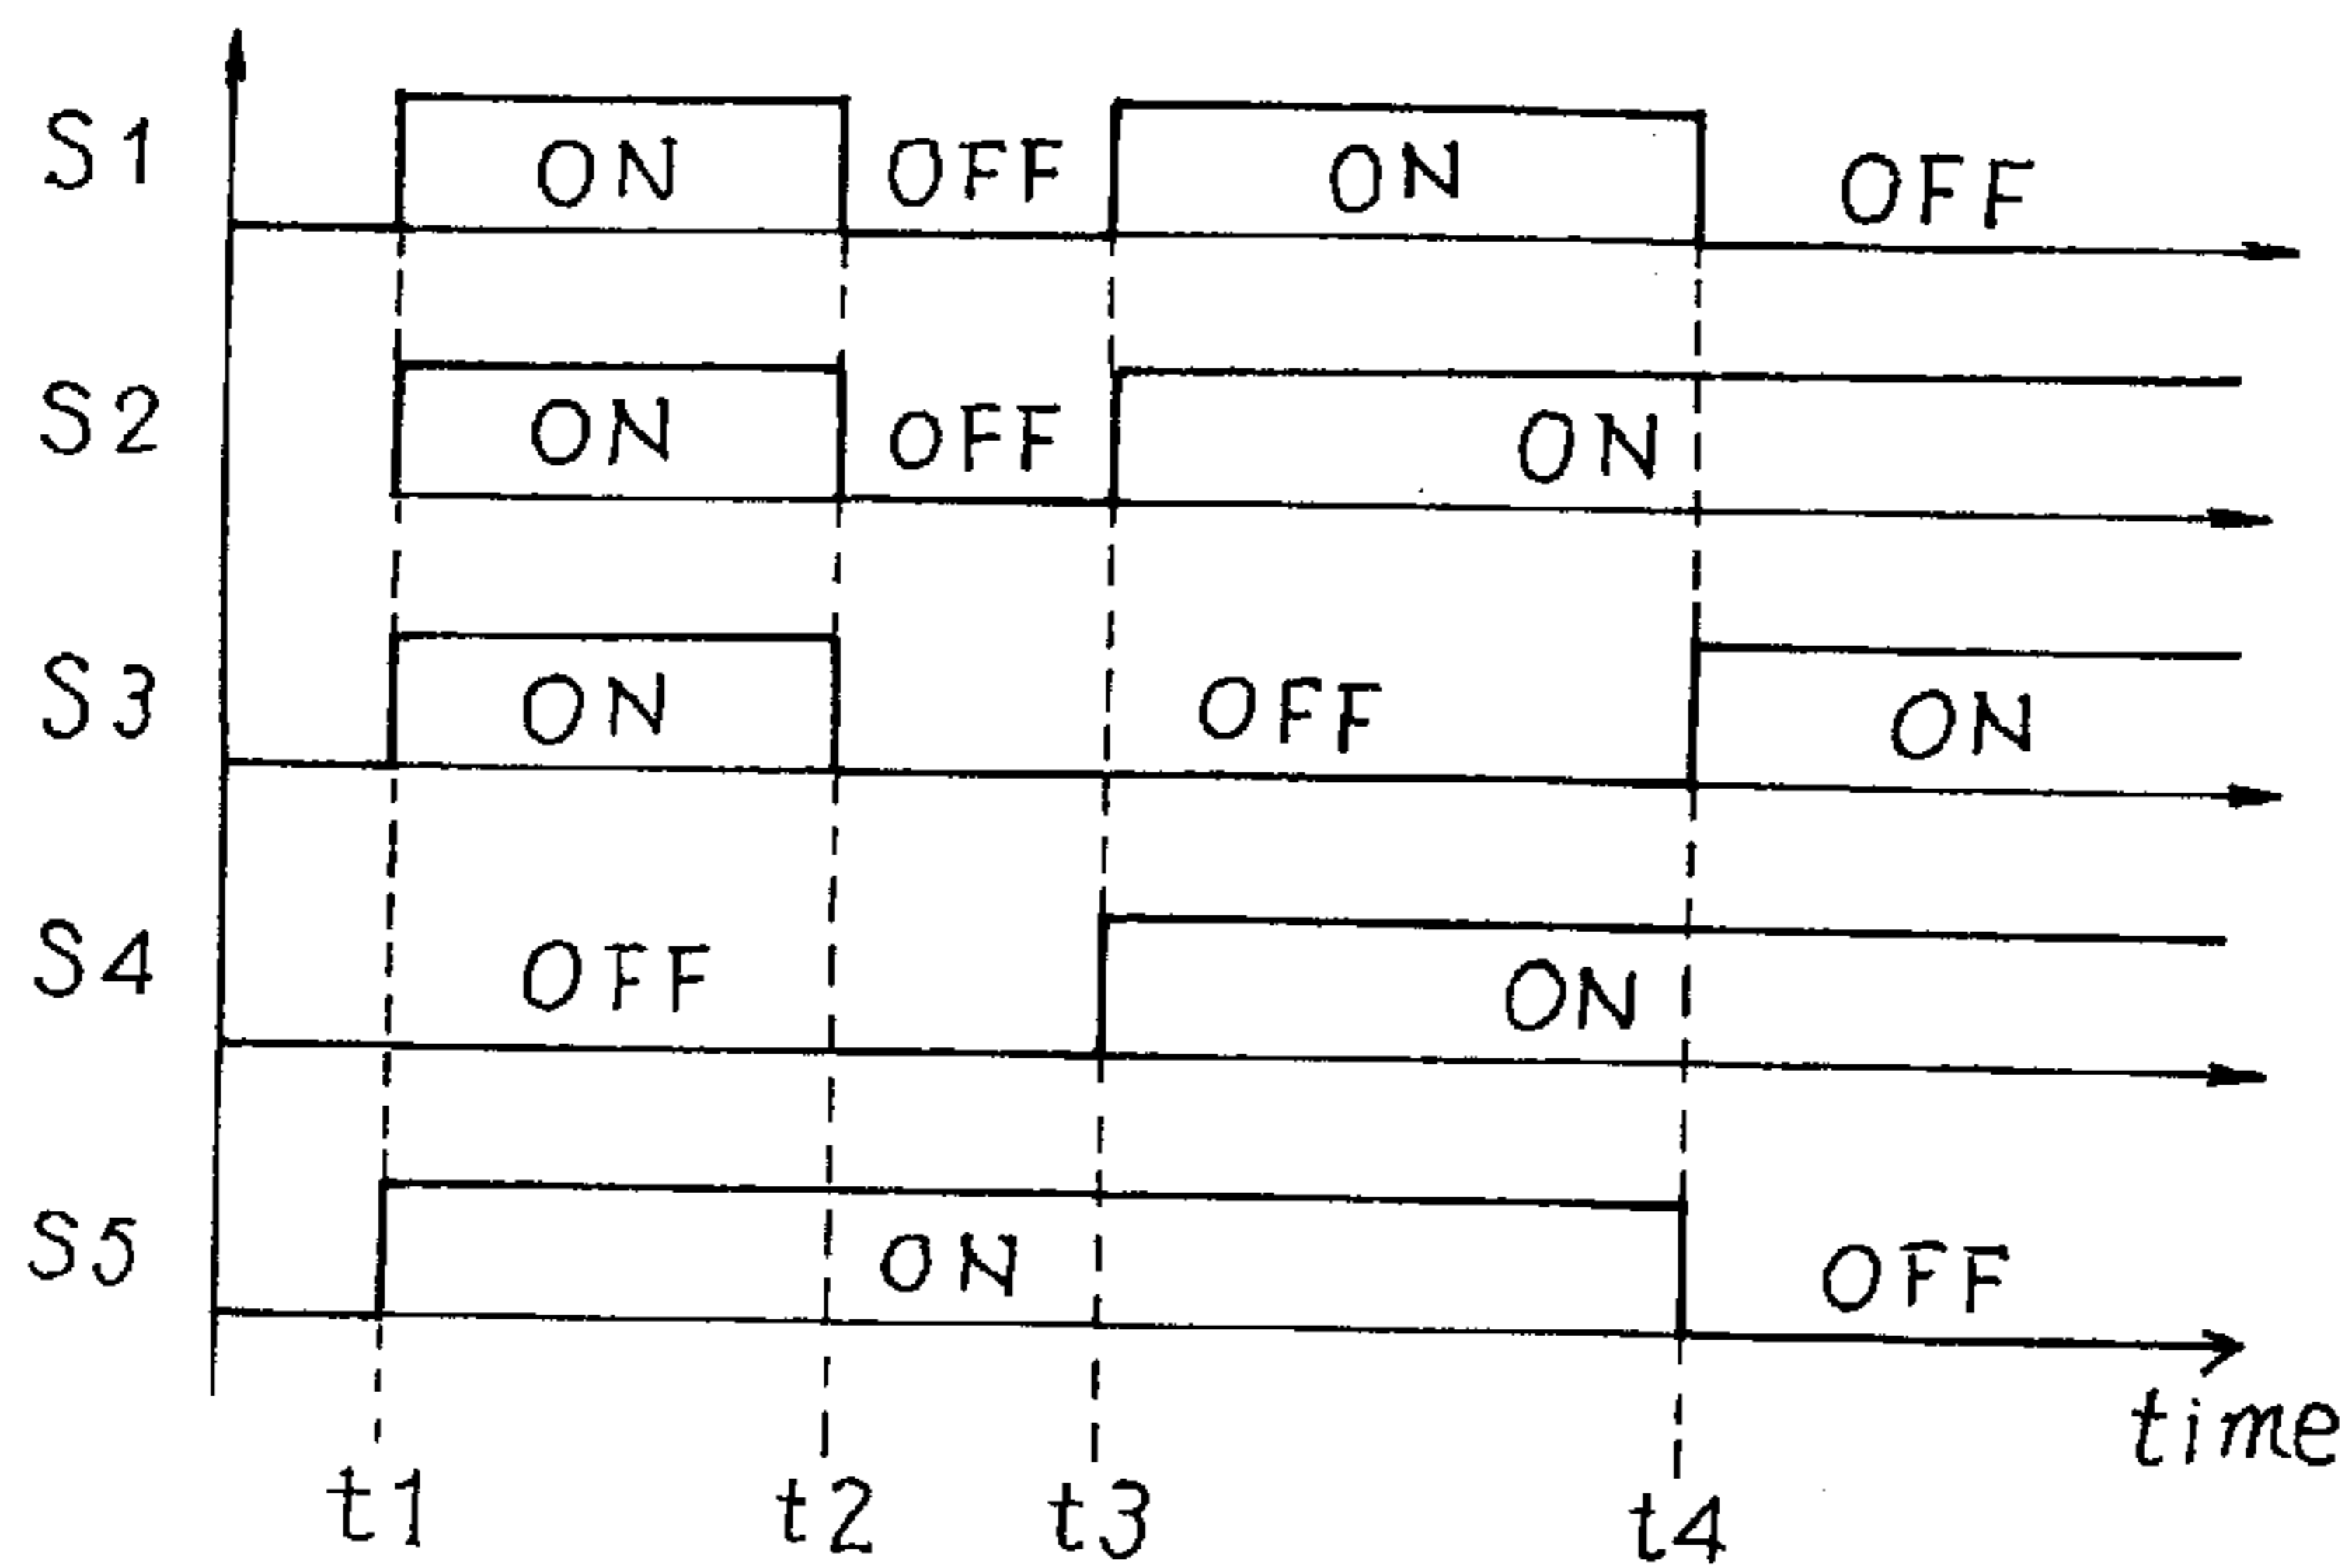 S1 ON OFF ON OFF
S2 ON OFF ON
S3 ON OFF ON
S4 OFF ON
S5 ON OFF
time
t1 t2 t3 t4